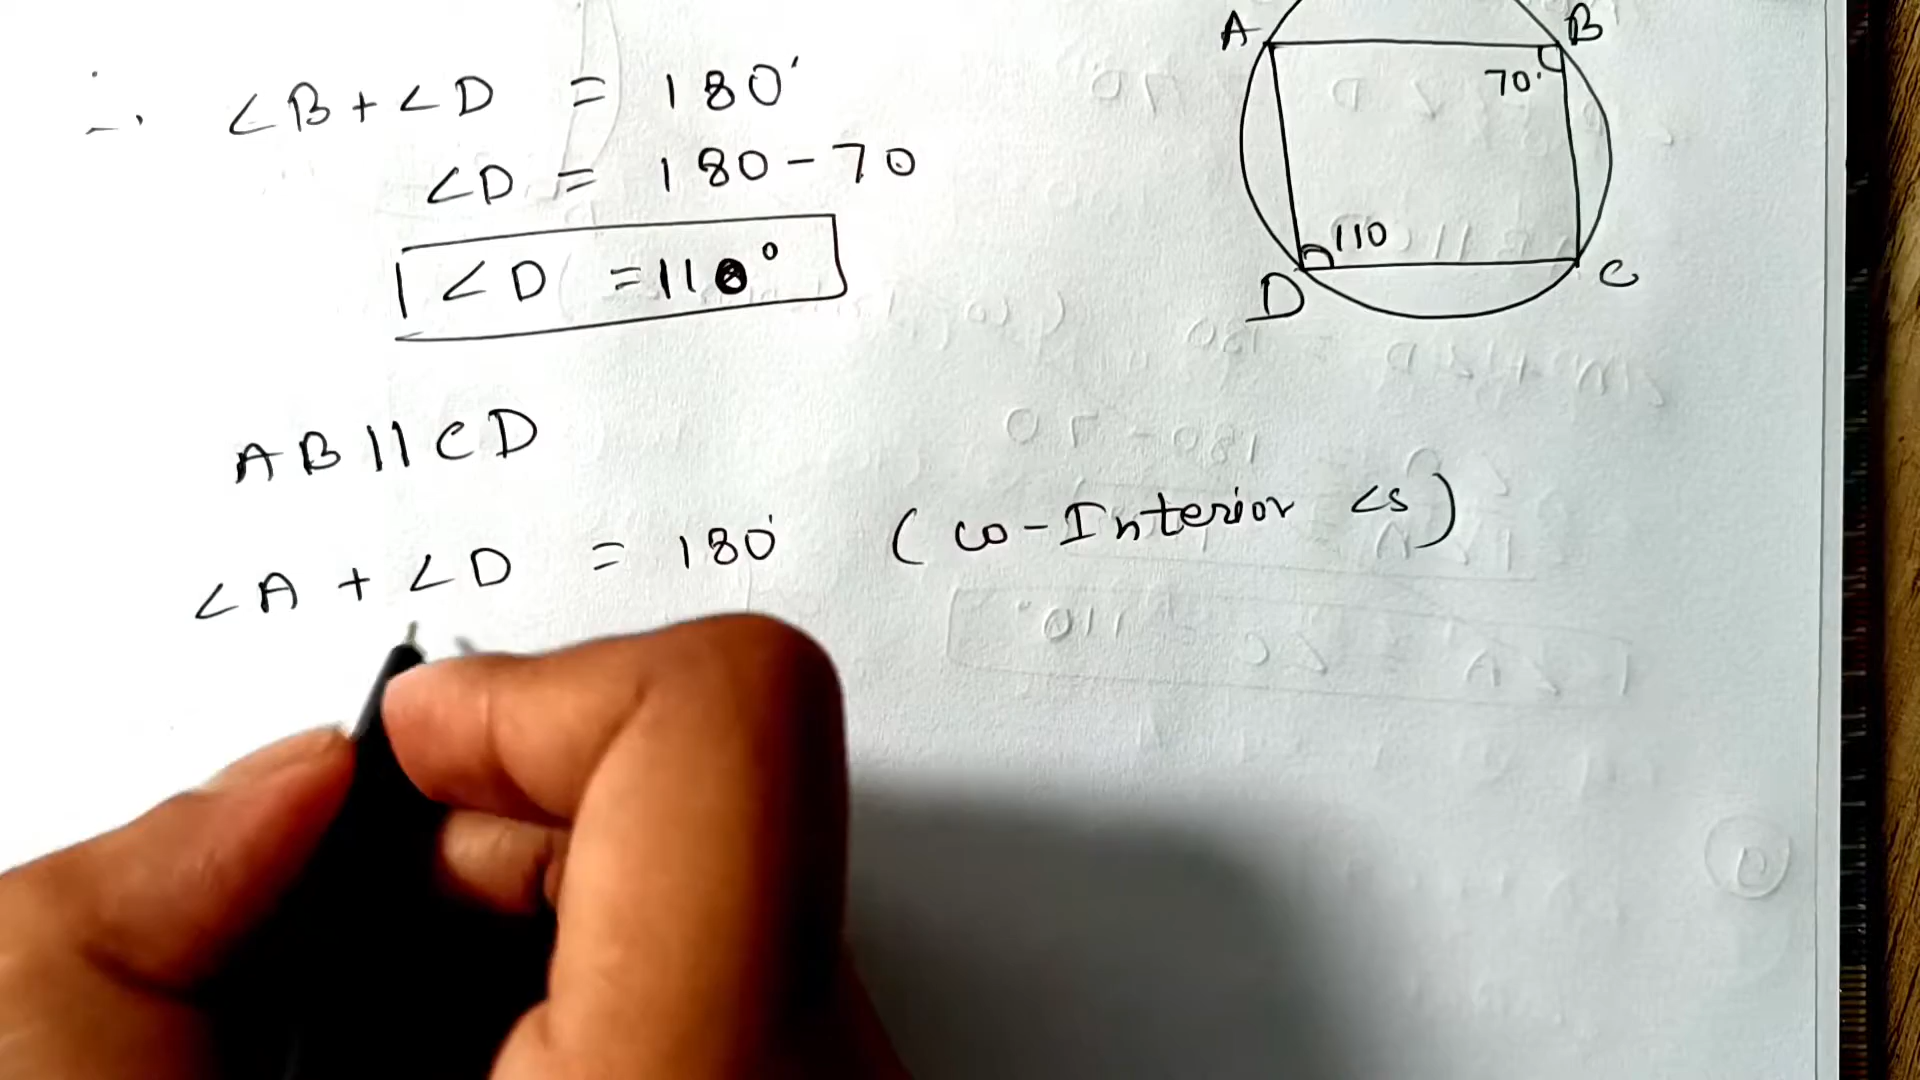 ∴ ∠B + ∠D = 180°
∠D = 180 - 70
∠D = 110°
A B
70°
110
D C
AB || CD
∠A + ∠D = 180° (co-Interior ∠s)